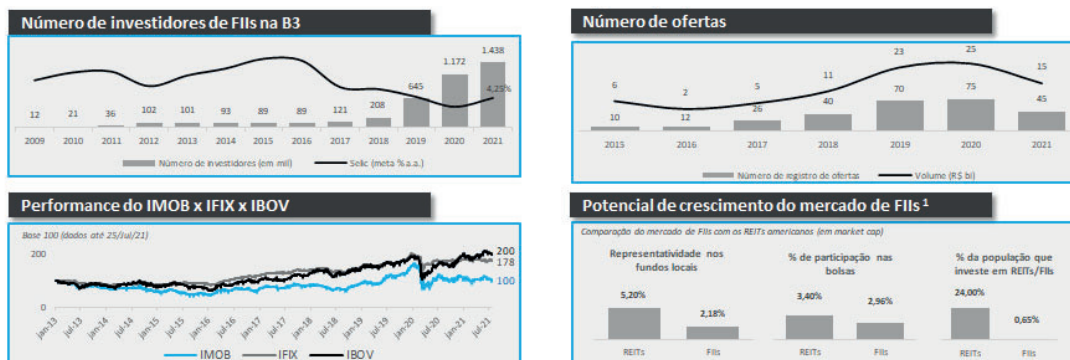 Número de investidores de FIIs na B3
1.438
1.172
645
4,25%
208
12 21 36 102 101 93 89 89 121
2009 2010 2011 2012 2013 2014 2015 2016 2017 2018 2019 2020 2021
Número de investidores (em mil) Selic (meta % a.a.)
Número de ofertas
23 25
15
11
6 2 5
70 75
10 12 26 40 45
2015 2016 2017 2018 2019 2020 2021
Número de registro de ofertas Volume (R$ bi)
Performance do IMOB x IFIX x IBOV
Base 100 (dados até 25/Jul/21)
200 200
178
100
0
jan-13 jul-13 jan-14 jul-14 jan-15 jul-15 jan-16 jul-16 jan-17 jul-17 jan-18 jul-18 jan-19 jul-19 jan-20 jul-20 jan-21 jul-21
IMOB IFIX IBOV
Potencial de crescimento do mercado de FIIs ¹
Comparação do mercado de FIIs com os REITs americanos (em market cap)
Representatividade nos
fundos locais
5,20%
2,18%
REITs FIIs
% de participação nas
bolsas
3,40% 2,96%
REITs FIIs
% da população que
investe em REITs/FIIs
24,00%
0,65%
REITs FIIs